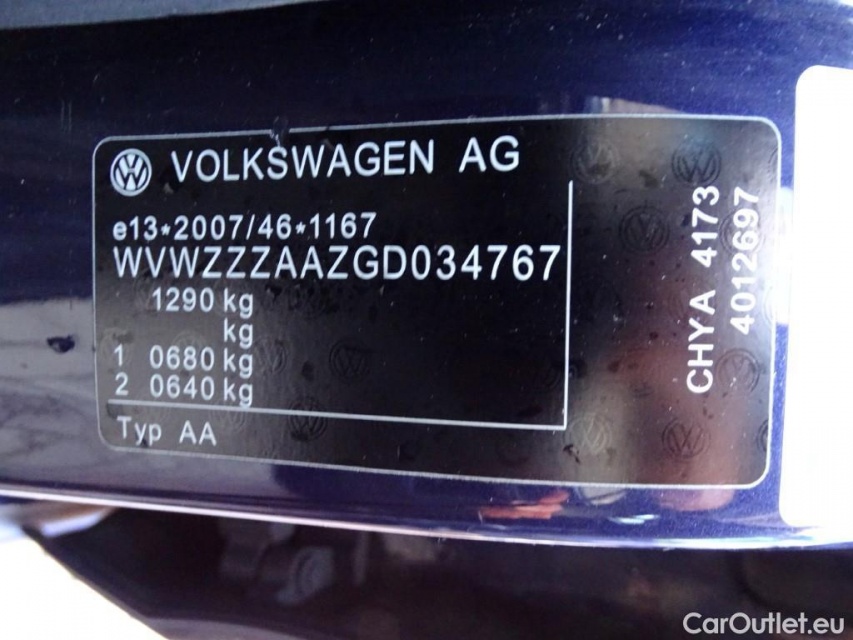 VOLKSWAGEN AG
e13*2007/46*1167
WVWZZZAAZGD034767
1290 kg
kg
1 0680 kg
2 0640 kg
Typ AA
CHYA 4173
4012697
CarOutlet.eu